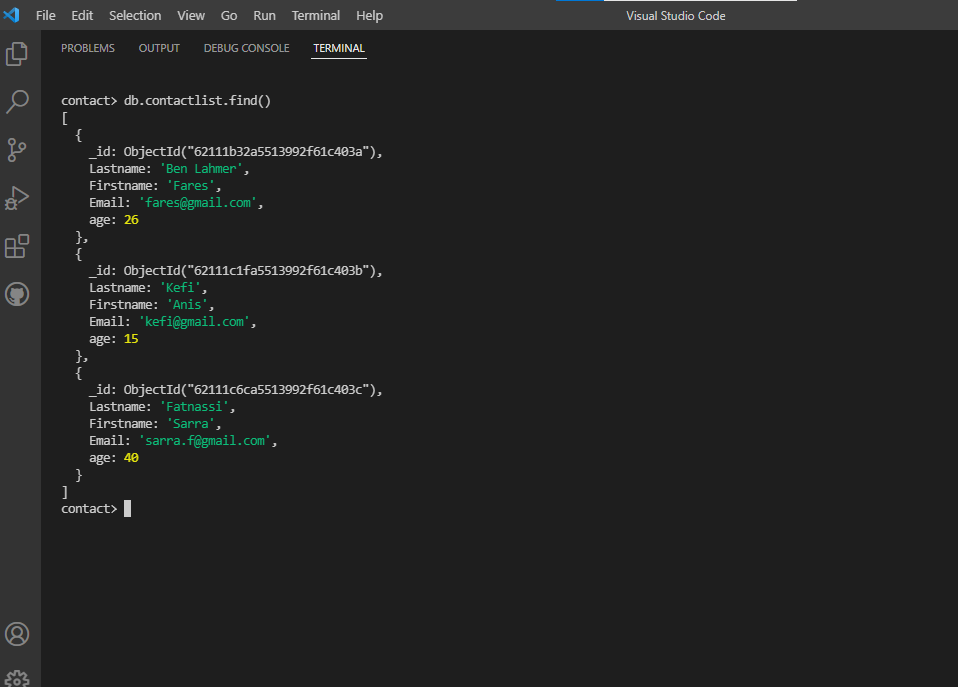 File Edit Selection View Go Run Terminal Help Visual Studio Code
PROBLEMS OUTPUT DEBUG CONSOLE TERMINAL
contact> db.contactlist.find()
[
  {
    _id: ObjectId("62111b32a5513992f61c403a"),
    Lastname: 'Ben Lahmer',
    Firstname: 'Fares',
    Email: 'fares@gmail.com',
    age: 26
  },
  {
    _id: ObjectId("62111c1fa5513992f61c403b"),
    Lastname: 'Kefi',
    Firstname: 'Anis',
    Email: 'kefi@gmail.com',
    age: 15
  },
  {
    _id: ObjectId("62111c6ca5513992f61c403c"),
    Lastname: 'Fatnassi',
    Firstname: 'Sarra',
    Email: 'sarra.f@gmail.com',
    age: 40
  }
]
contact>